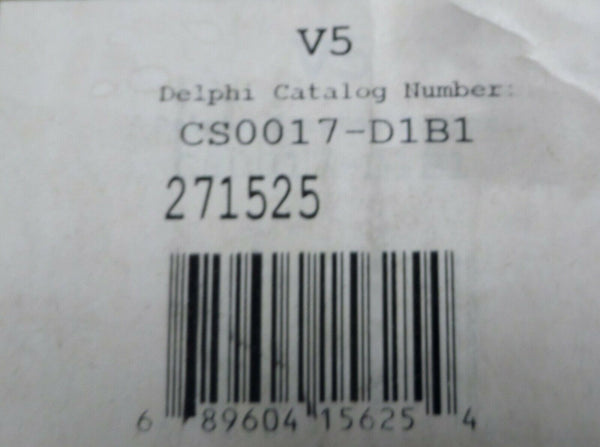 V5
Delphi Catalog Number:
CS0017-D1B1
271525
6 89604 15625 4